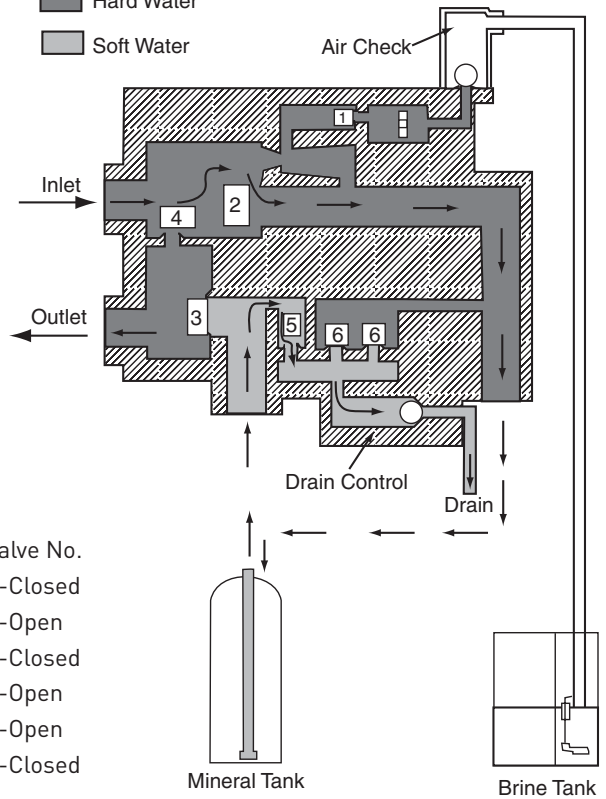 Hard Water
Soft Water
Air Check
1
Inlet
4
2
Outlet
3
5
6
6
Drain Control
Drain
alve No.
-Closed
-Open
-Closed
-Open
-Open
-Closed
Mineral Tank
Brine Tank